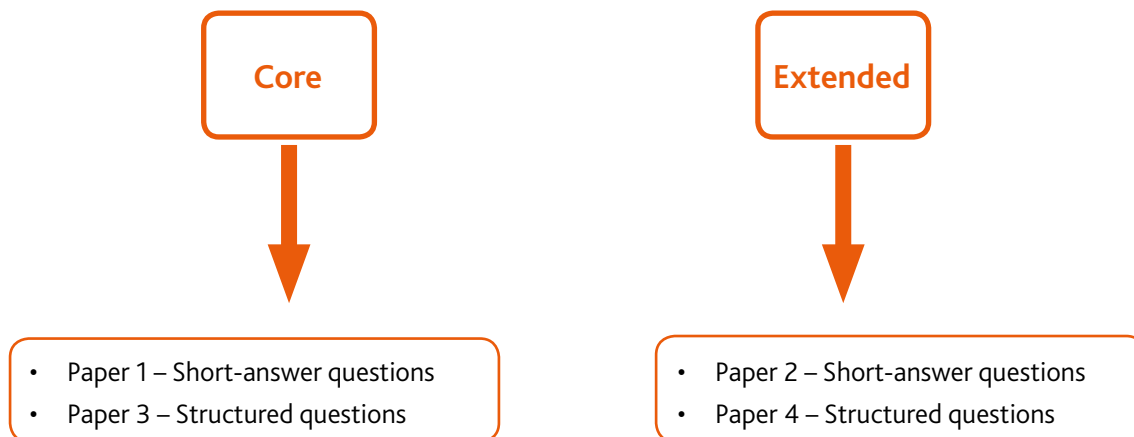 Core
Extended
• Paper 1 – Short-answer questions
• Paper 3 – Structured questions
• Paper 2 – Short-answer questions
• Paper 4 – Structured questions